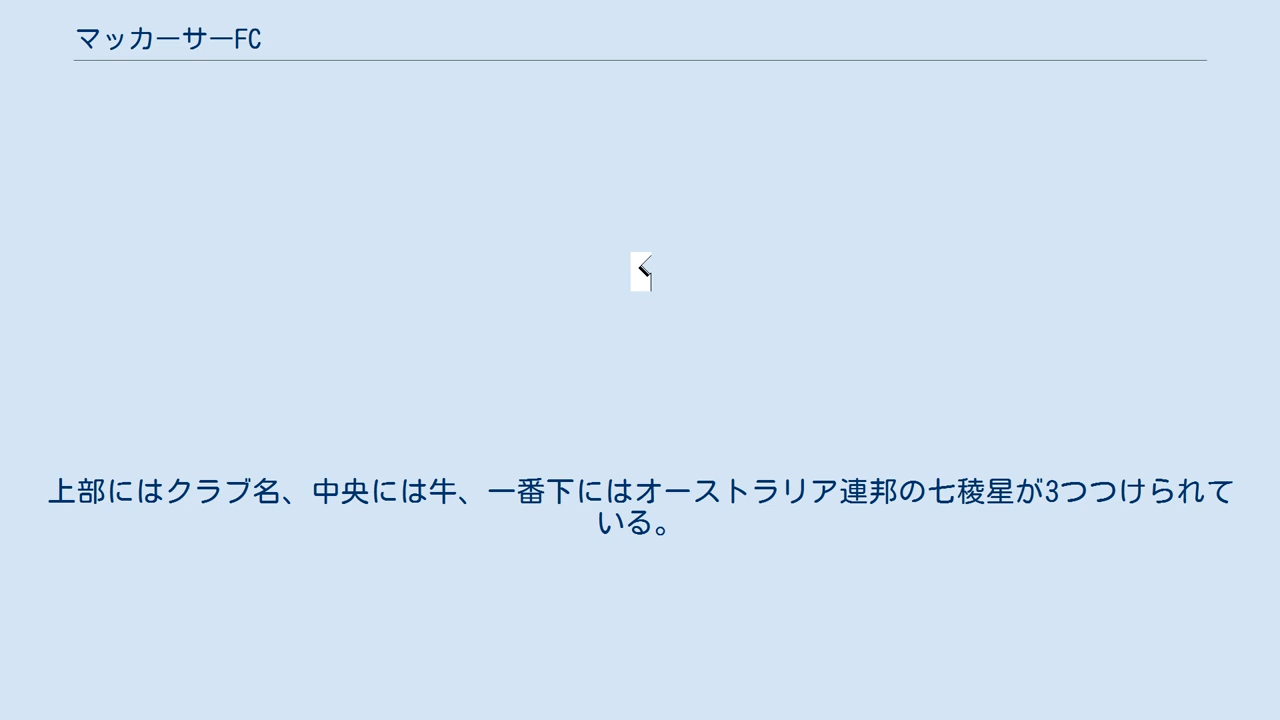 マッカーサーFC
上部にはクラブ名、中央には牛、一番下にはオーストラリア連邦の七稜星が3つつけられて
いる。